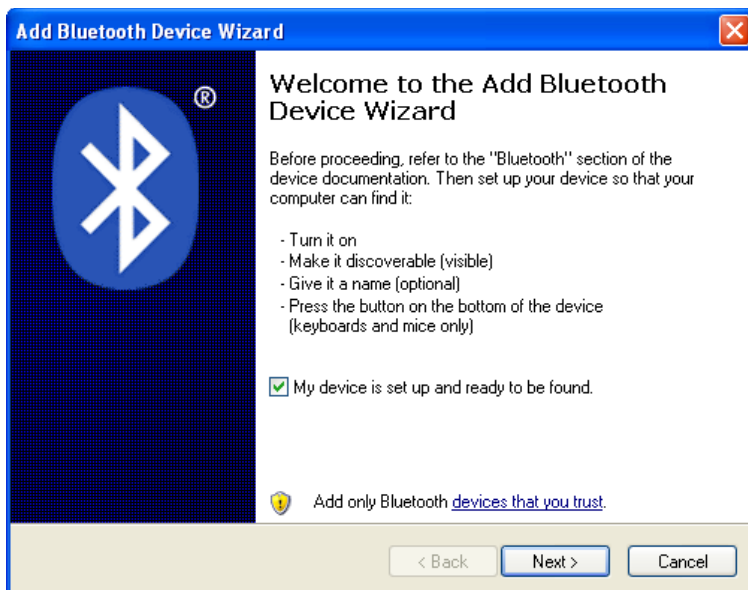 Add Bluetooth Device Wizard
®
Welcome to the Add Bluetooth
Device Wizard
Before proceeding, refer to the "Bluetooth" section of the
device documentation. Then set up your device so that your
computer can find it:
- Turn it on
- Make it discoverable (visible)
- Give it a name (optional)
- Press the button on the bottom of the device
(keyboards and mice only)
My device is set up and ready to be found.
Add only Bluetooth devices that you trust.
< Back Next > Cancel